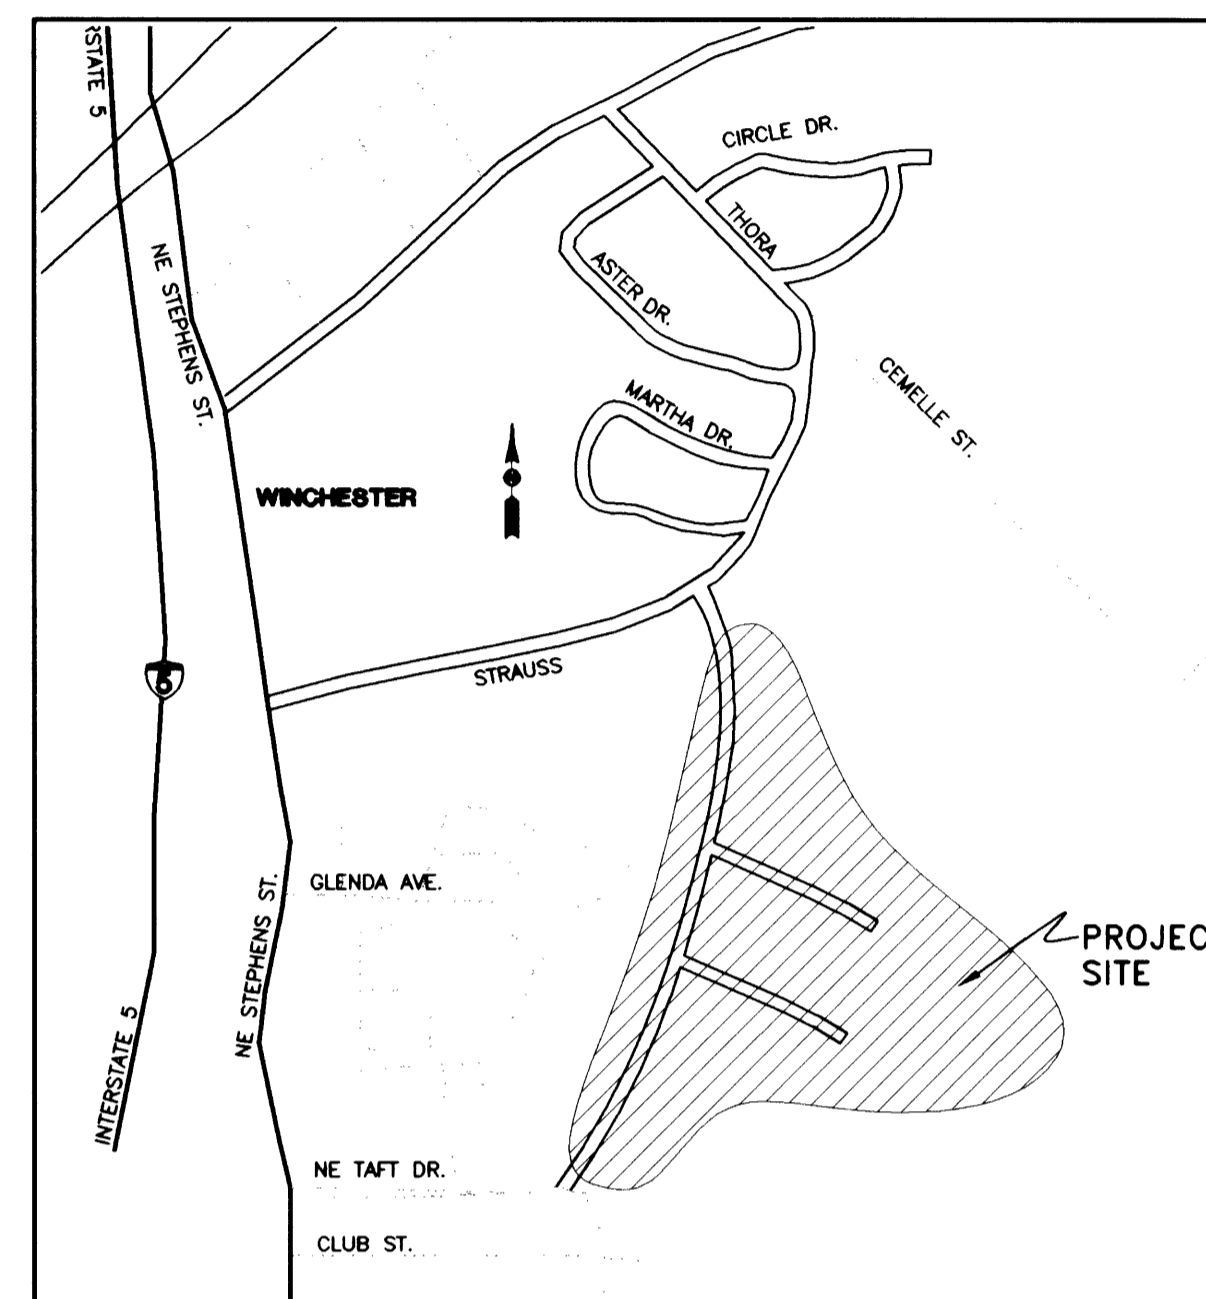 RSTATE 5
CIRCLE DR.
THORA
NE STEPHENS ST.
ASTER DR.
CEMELLE ST.
MARTHA DR.
WINCHESTER
STRAUSS
5
GLENDA AVE.
NE STEPHENS ST.
PROJEC
SITE
INTERSTATE 5
NE TAFT DR.
CLUB ST.